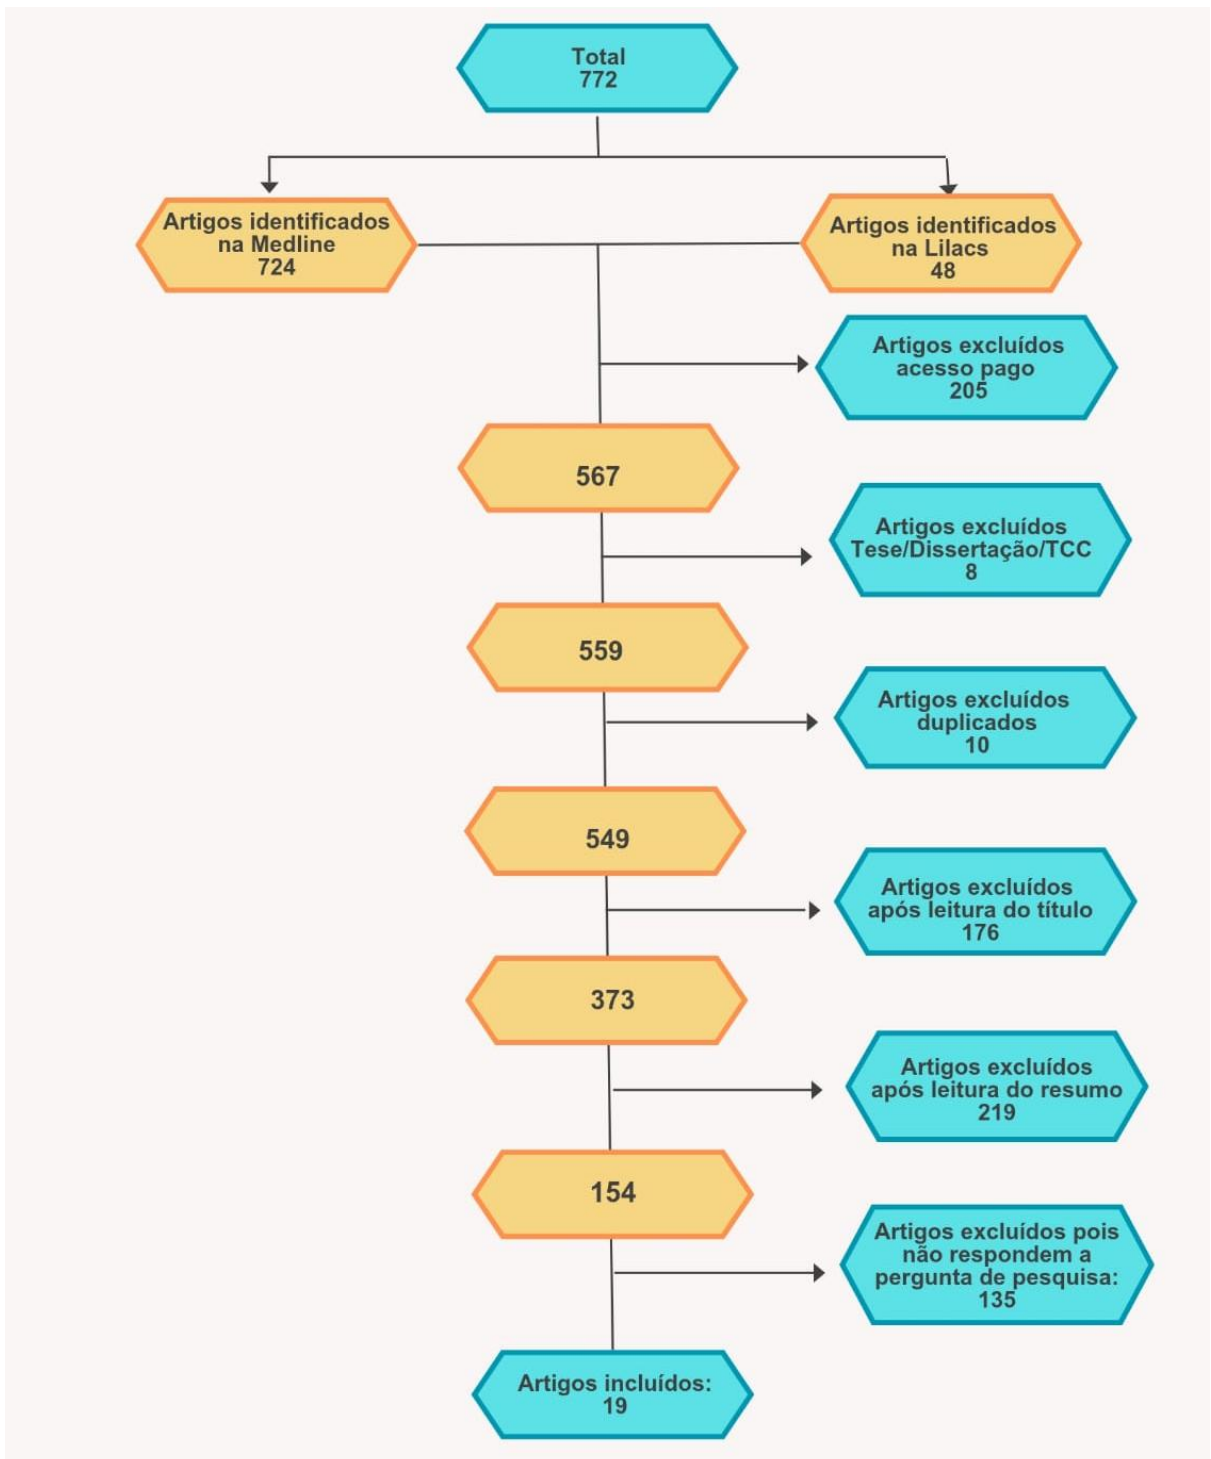 Total
772
Artigos identificados
na Medline
724
Artigos identificados
na Lilacs
48
Artigos excluídos
acesso pago
205
567
Artigos excluídos
Tese/Dissertação/TCC
8
559
Artigos excluídos
duplicados
10
549
Artigos excluídos
após leitura do título
176
373
Artigos excluídos
após leitura do resumo
219
154
Artigos excluídos pois
não respondem a
pergunta de pesquisa:
135
Artigos incluídos:
19